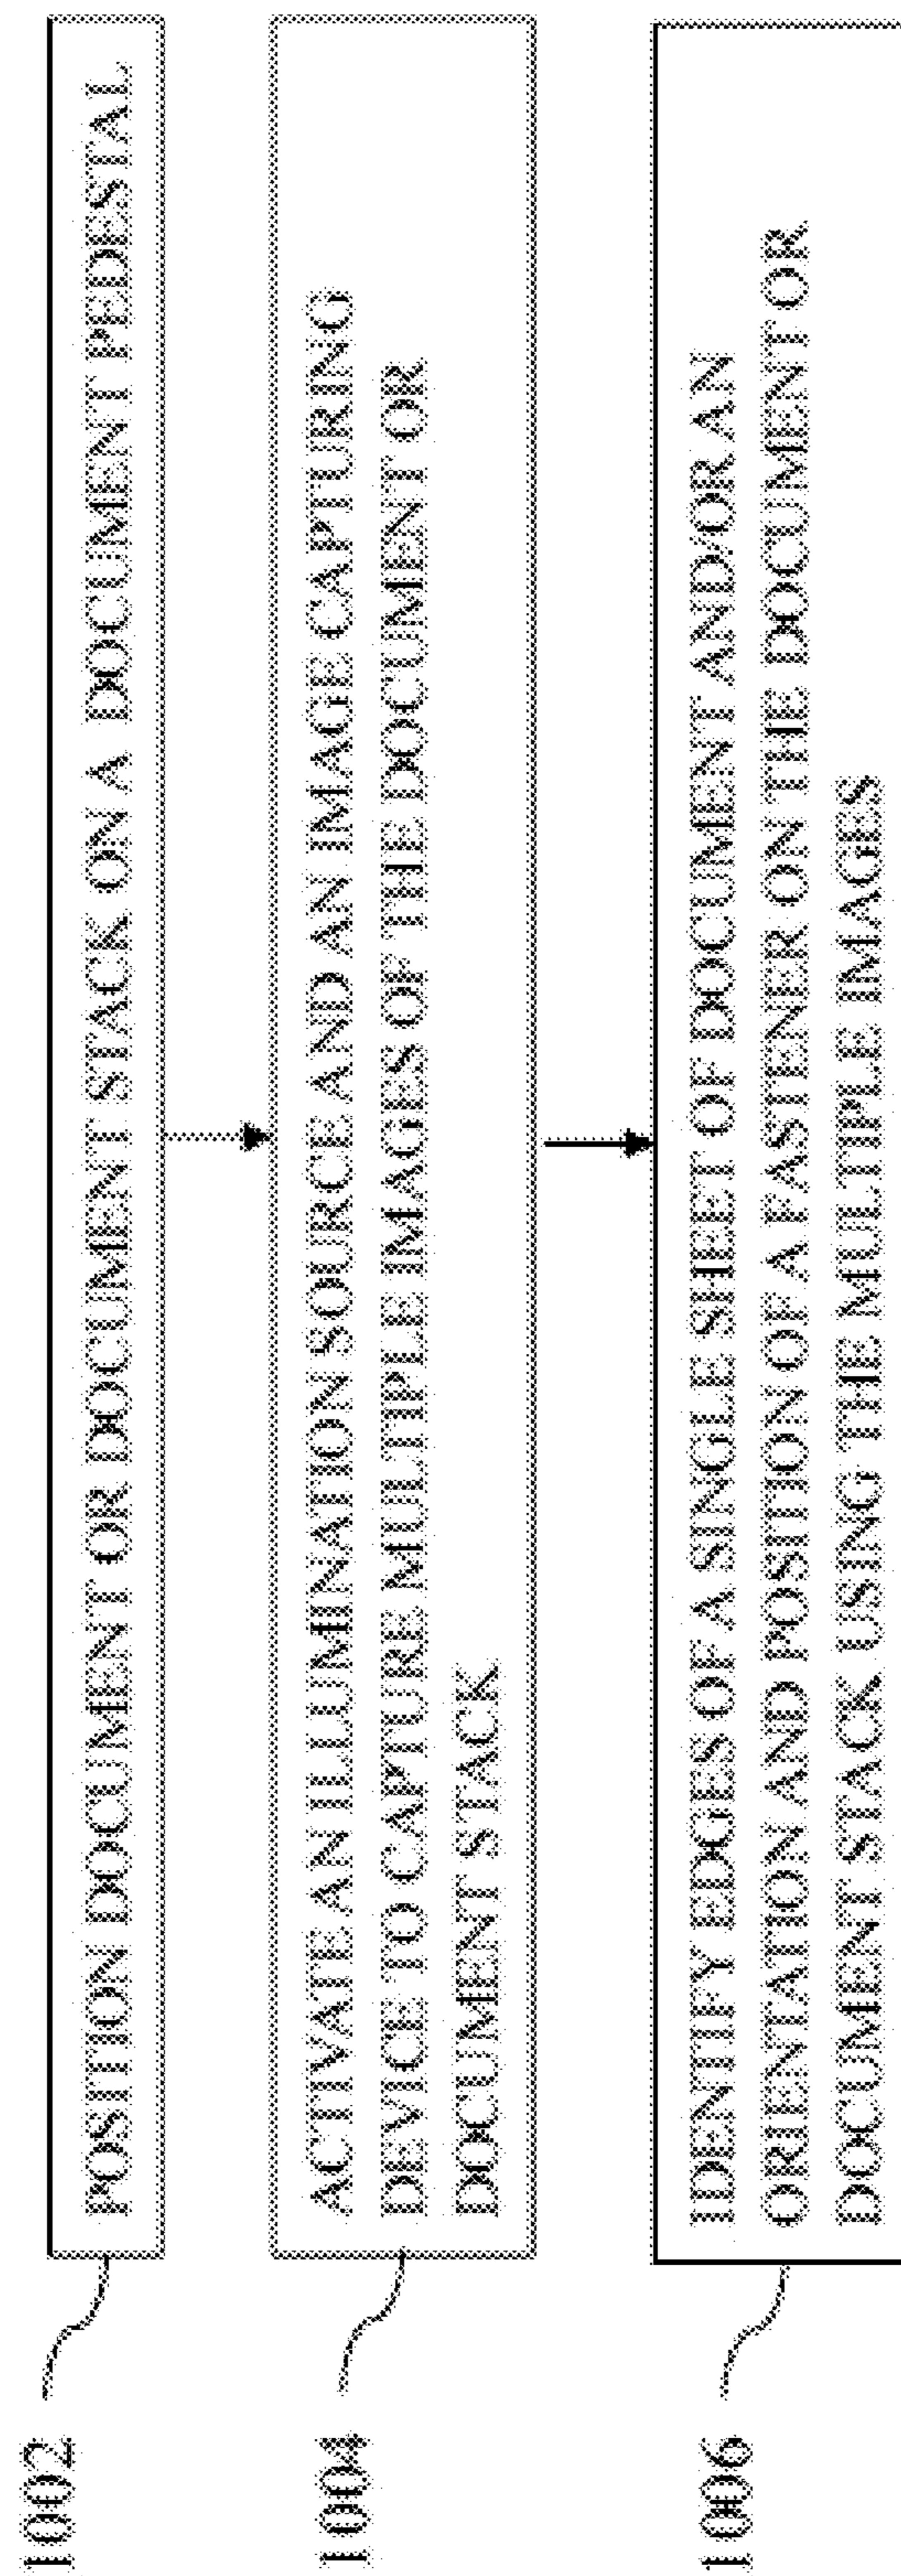 1002
POSITION DOCUMENT OR DOCUMENT STACK ON A DOCUMENT PEDESTAL
1004
ACTIVATE AN ILLUMINATION SOURCE AND AN IMAGE CAPTURING
DEVICE TO CAPTURE MULTIPLE IMAGES OF THE DOCUMENT OR
DOCUMENT STACK
1006
IDENTIFY EDGES OF A SINGLE SHEET OF DOCUMENT AND/OR AN
ORIENTATION AND POSITION OF A FASTENER ON THE DOCUMENT OR
DOCUMENT STACK USING THE MULTIPLE IMAGES